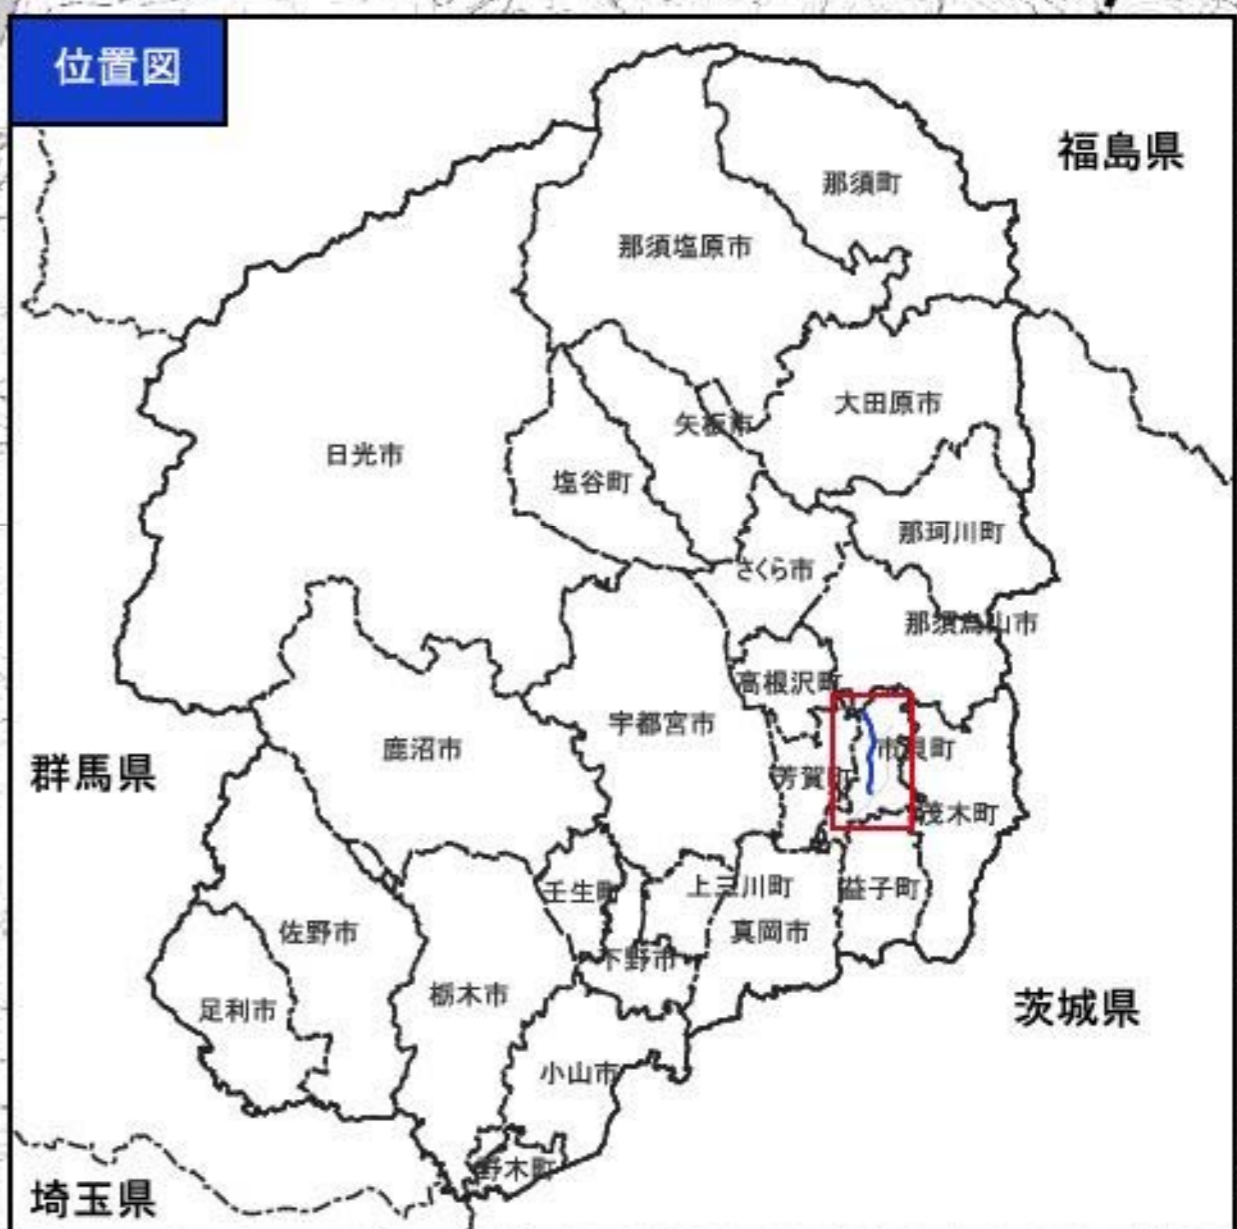 位置図
福島県
那須町
那須塩原市
大田原市
矢板市
日光市
塩谷町
那珂川町
さくら市
那須烏山市
高根沢町
宇都宮市
市貝町
鹿沼市
群馬県
芳賀町
茂木町
壬生町
上三川町
益子町
佐野市
真岡市
下野市
栃木市
足利市
茨城県
小山市
野木町
埼玉県